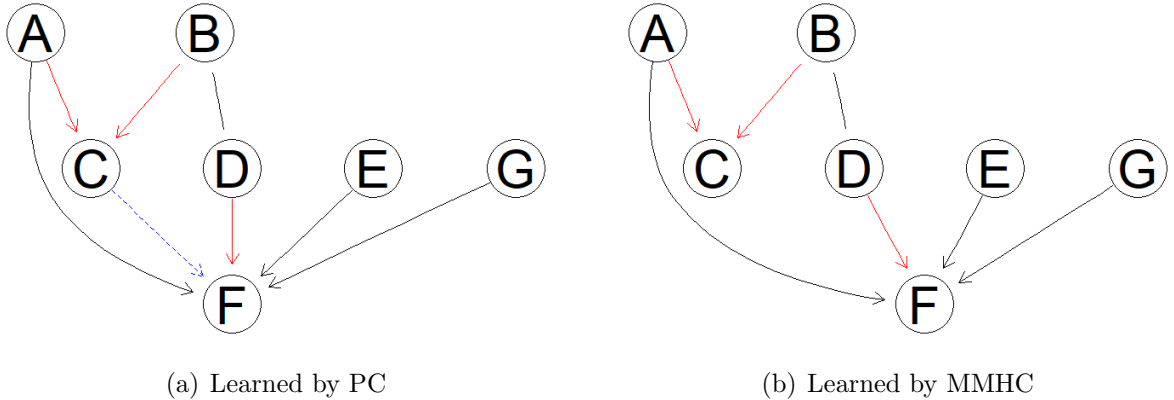 A B A B
C D E G C D E G
F F
(a) Learned by PC (b) Learned by MMHC